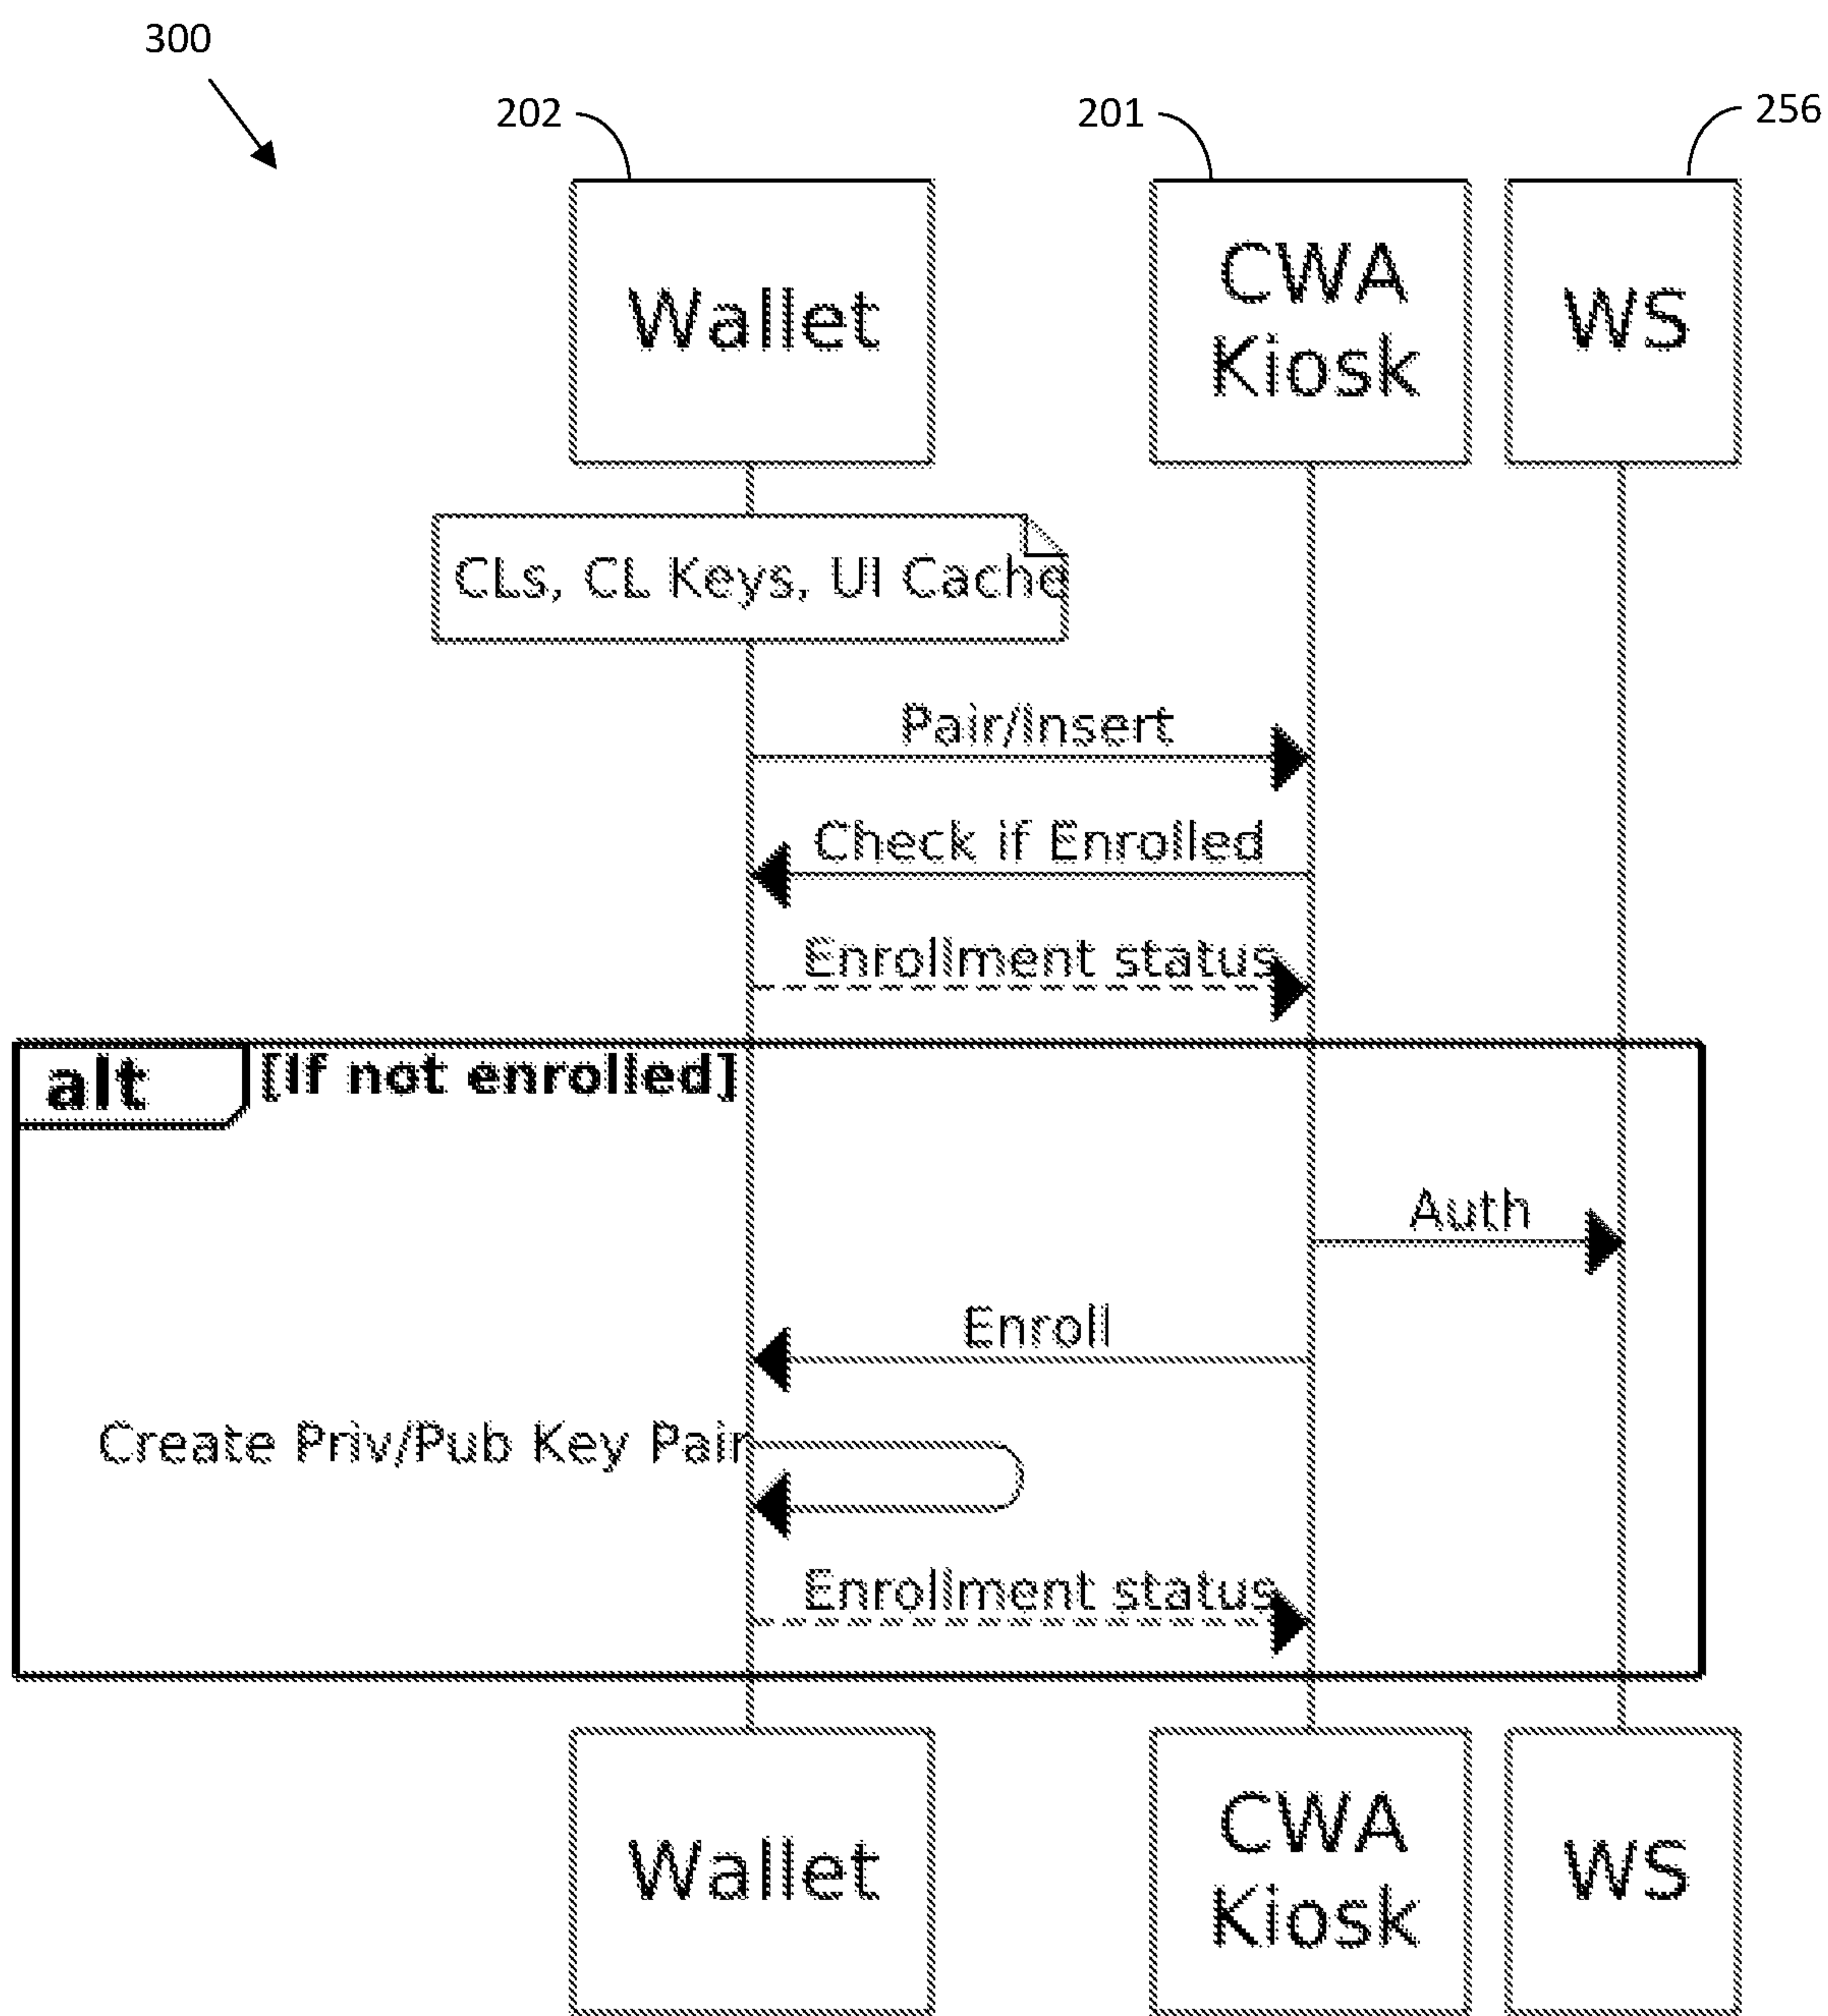 300
202
201
256
Wallet
CWA
Kiosk
WS
CLs, CL Keys, UI Cache
Pair/Insert
Check if Enrolled
Enrollment status
alt
[If not enrolled]
Auth
Enroll
Create Priv/Pub Key Pair
Enrollment status
Wallet
CWA
Kiosk
WS